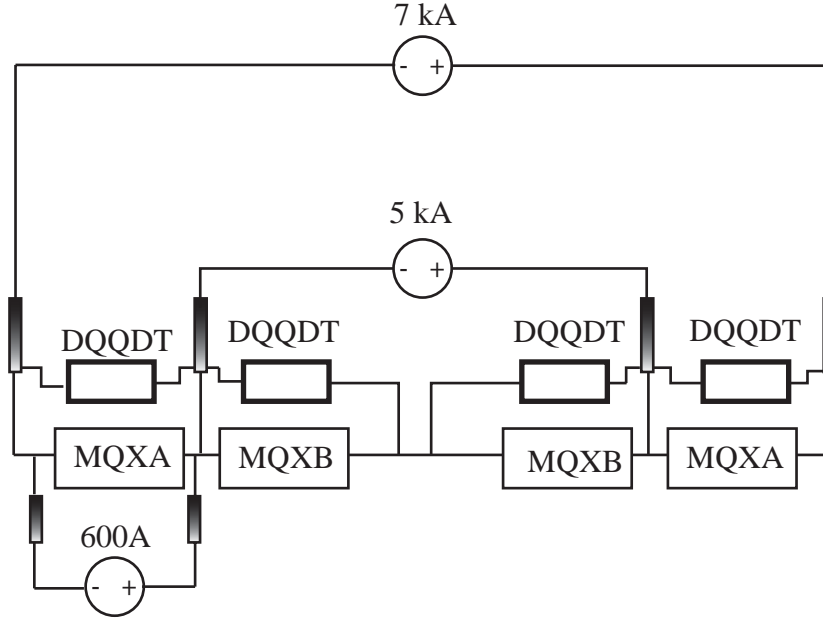 7 kA
- +
5 kA
- +
DQQDT
DQQDT
DQQDT
DQQDT
MQXA
MQXB
MQXB
MQXA
600A
- +